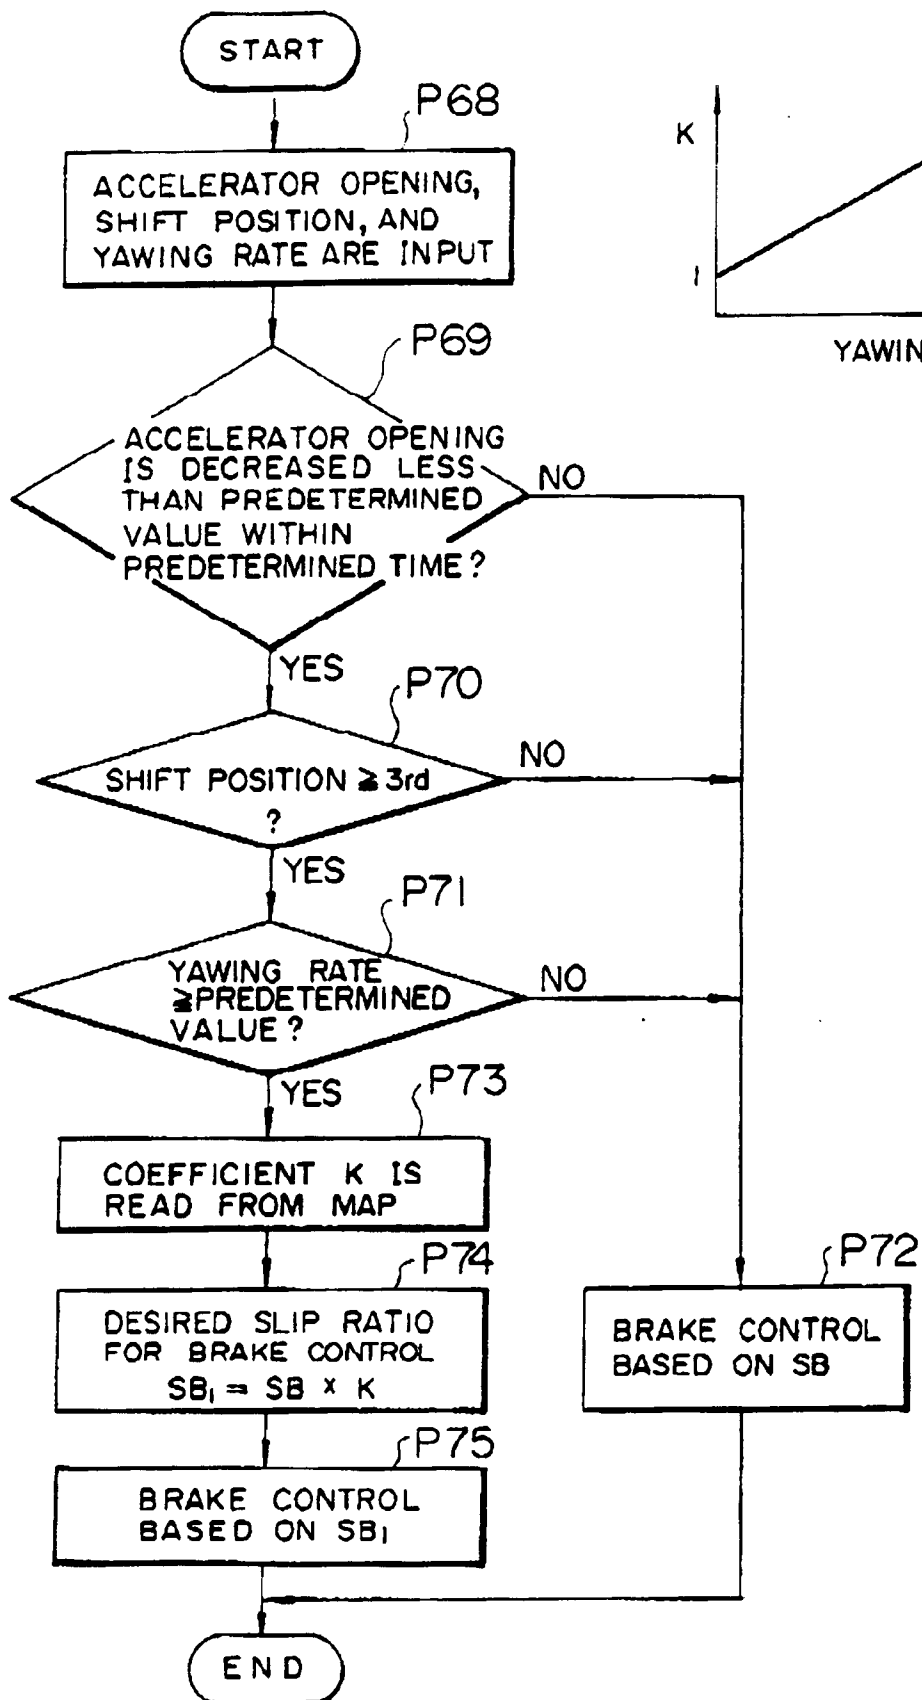 START
P68
ACCELERATOR OPENING,
SHIFT POSITION, AND
YAWING RATE ARE INPUT
K
1
YAWIN
P69
ACCELERATOR OPENING
IS DECREASED LESS
THAN PREDETERMINED
VALUE WITHIN
PREDETERMINED TIME?
NO
YES
P70
SHIFT POSITION ≧ 3rd
?
NO
YES
P71
YAWING RATE
≧PREDETERMINED
VALUE?
NO
YES
P73
COEFFICIENT K IS
READ FROM MAP
P74
DESIRED SLIP RATIO
FOR BRAKE CONTROL
SB₁ = SB × K
P72
BRAKE CONTROL
BASED ON SB
P75
BRAKE CONTROL
BASED ON SB₁
END